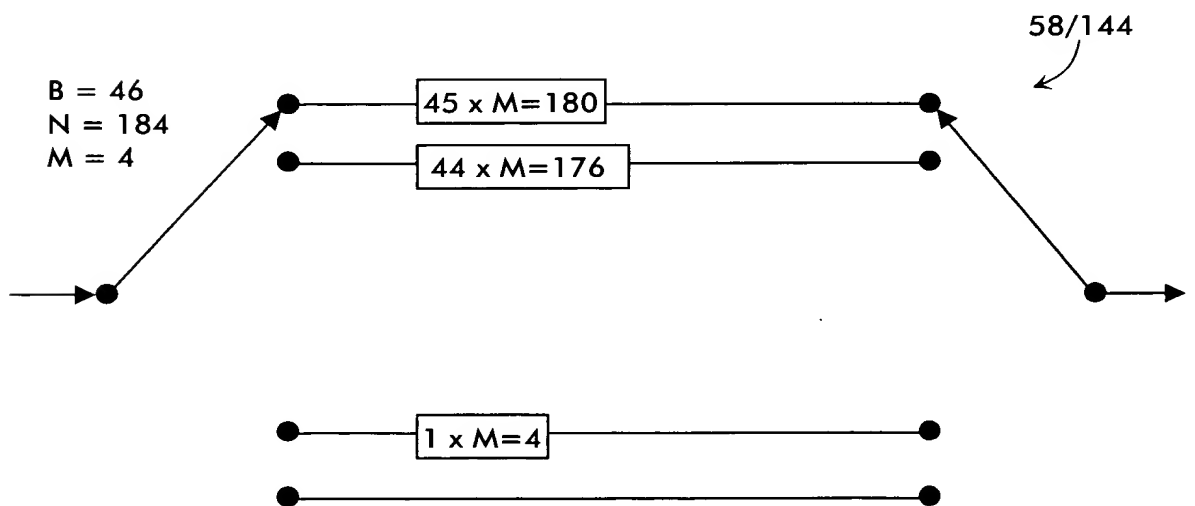 58/144
B = 46
N = 184
M = 4
45 x M=180
44 x M=176
1 x M=4